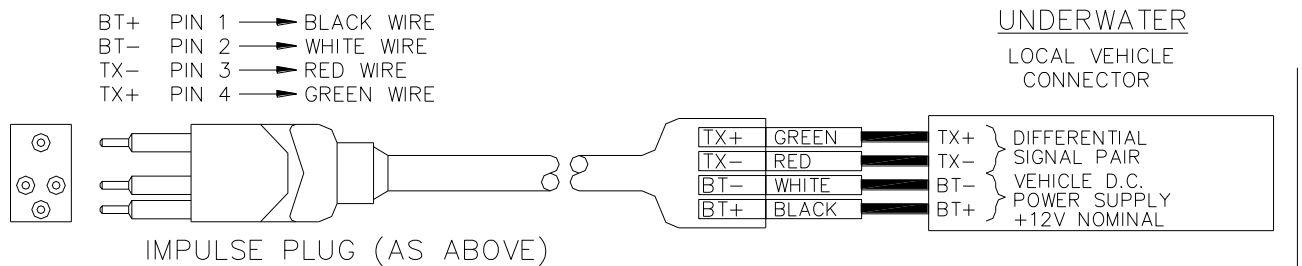 BT+ PIN 1 BLACK WIRE
BT- PIN 2 WHITE WIRE
TX- PIN 3 RED WIRE
TX+ PIN 4 GREEN WIRE
UNDERWATER
LOCAL VEHICLE
CONNECTOR
TX+ GREEN TX+
TX- RED TX-
BT- WHITE BT-
BT+ BLACK BT+
DIFFERENTIAL
SIGNAL PAIR
VEHICLE D.C.
POWER SUPPLY
+12V NOMINAL
IMPULSE PLUG (AS ABOVE)